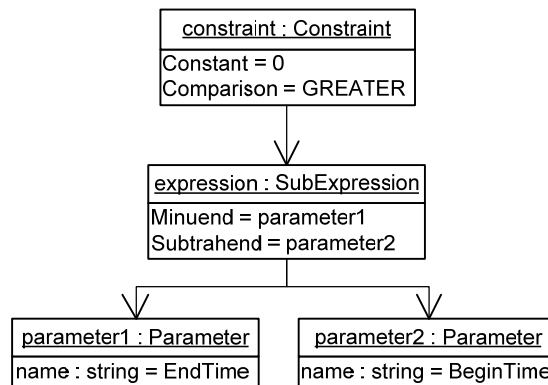 constraint : Constraint
Constant = 0
Comparison = GREATER
expression : SubExpression
Minuend = parameter1
Subtrahend = parameter2
parameter1 : Parameter
name : string = EndTime
parameter2 : Parameter
name : string = BeginTime